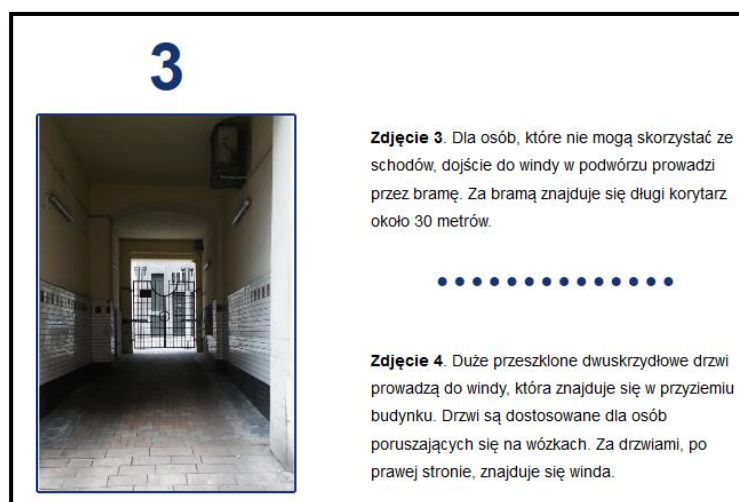 3
Zdjęcie 3. Dla osób, które nie mogą skorzystać ze
schodów, dojście do windy w podwórzu prowadzi
przez bramę. Za bramą znajduje się długi korytarz
około 30 metrów.
Zdjęcie 4. Duże przeszklone dwuskrzydłowe drzwi
prowadzą do windy, która znajduje się w przyziemiu
budynku. Drzwi są dostosowane dla osób
poruszających się na wózkach. Za drzwiami, po
prawej stronie, znajduje się winda.